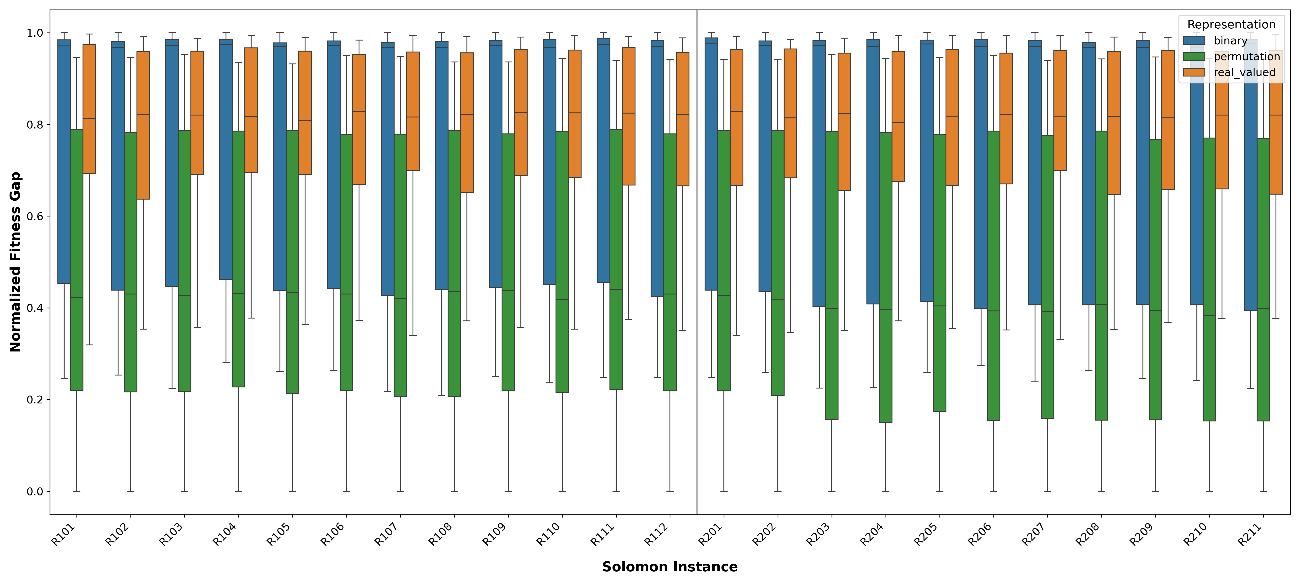 Normalized Fitness Gap
1.0
0.8
0.6
0.4
0.2
0.0
Representation
binary
permutation
real_valued
R101
R102
R103
R104
R105
R106
R107
R108
R109
R110
R111
R112
R201
R202
R203
R204
R205
R206
R207
R208
R209
R210
R211
Solomon Instance